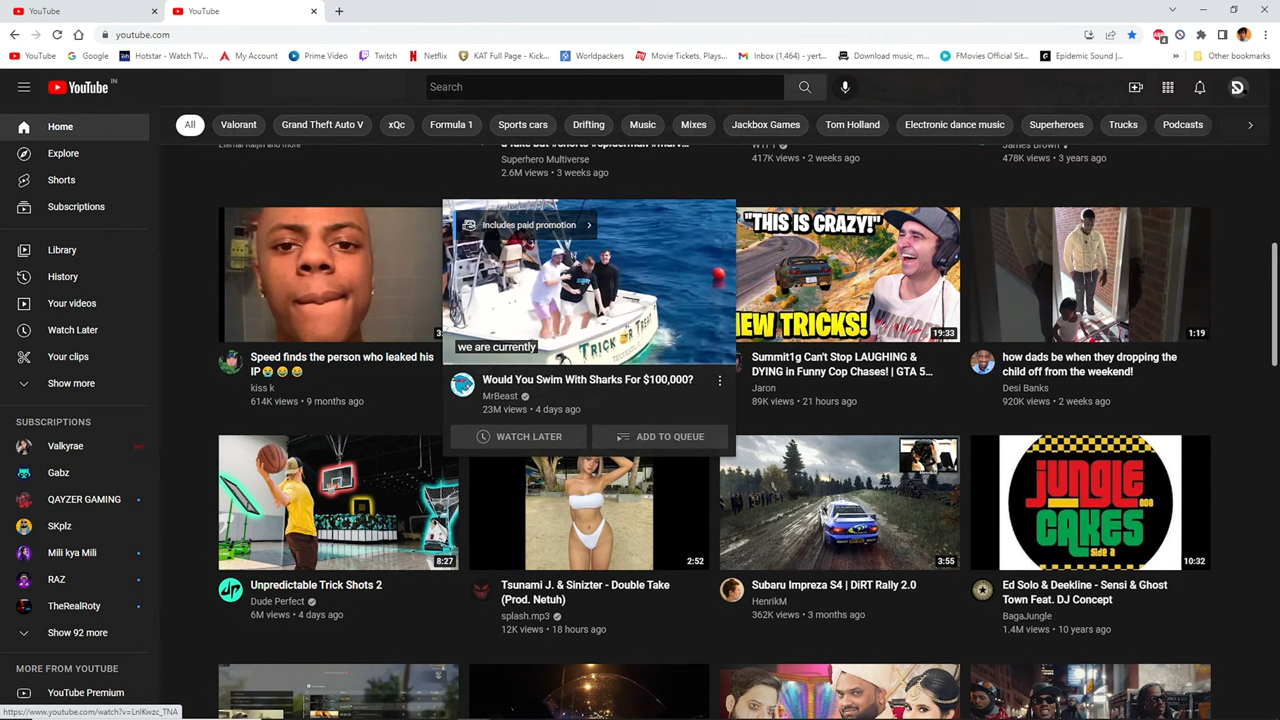 YouTube
YouTube
youtube.com
YouTube
Google
Hotstar - Watch TV...
My Account
Prime Video
Twitch
Netflix
KAT Full Page - Kick...
Worldpackers
Movie Tickets, Plays...
Inbox (1,464) - yert...
Download music, m...
FMovies Official Sit...
Epidemic Sound |...
Other bookmarks
YouTube IN
Search
All
Valorant
Grand Theft Auto V
xQc
Formula 1
Sports cars
Drifting
Music
Mixes
Jackbox Games
Tom Holland
Electronic dance music
Superheroes
Trucks
Podcasts
Home
Explore
Shorts
Subscriptions
Library
History
Your videos
Watch Later
Your clips
Show more
SUBSCRIPTIONS
Valkyrae
Gabz
QAYZER GAMING
SKplz
Mili kya Mili
RAZ
TheRealRoty
Show 92 more
MORE FROM YOUTUBE
YouTube Premium
https://www.youtube.com/watch?v=LnlKwzc_TNA
Superhero Multiverse
2.6M views • 3 weeks ago
417K views • 2 weeks ago
478K views • 3 years ago
Speed finds the person who leaked his
IP😭😄😄
kiss k
614K views • 9 months ago
Includes paid promotion
we are currently
TRICK OR TREAT
Would You Swim With Sharks For $100,000?
MrBeast
23M views • 4 days ago
WATCH LATER
ADD TO QUEUE
"THIS IS CRAZY!"
NEW TRICKS!
19:33
Summit1g Can't Stop LAUGHING &
DYING in Funny Cop Chases! | GTA 5...
Jaron
89K views • 21 hours ago
1:19
how dads be when they dropping the
child off from the weekend!
Desi Banks
920K views • 2 weeks ago
8:27
Unpredictable Trick Shots 2
Dude Perfect
6M views • 4 days ago
2:52
Tsunami J. & Sinizter - Double Take
(Prod. Netuh)
splash.mp3
12K views • 18 hours ago
3:55
Subaru Impreza S4 | DiRT Rally 2.0
HenrikM
362K views • 3 months ago
JUNGLE
CAKES
Side a
10:32
Ed Solo & Deekline - Sensi & Ghost
Town Feat. DJ Concept
BagaJungle
1.4M views • 10 years ago